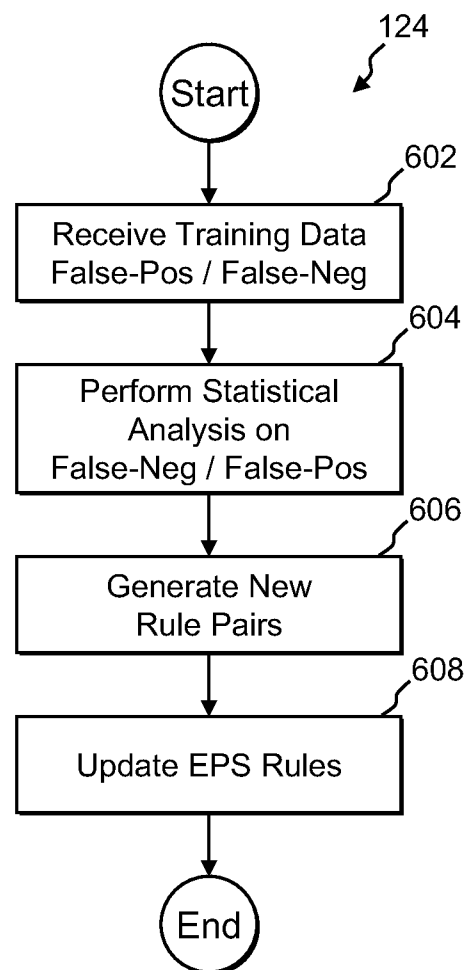 124
Start
602
Receive Training Data
False-Pos / False-Neg
604
Perform Statistical
Analysis on
False-Neg / False-Pos
606
Generate New
Rule Pairs
608
Update EPS Rules
End